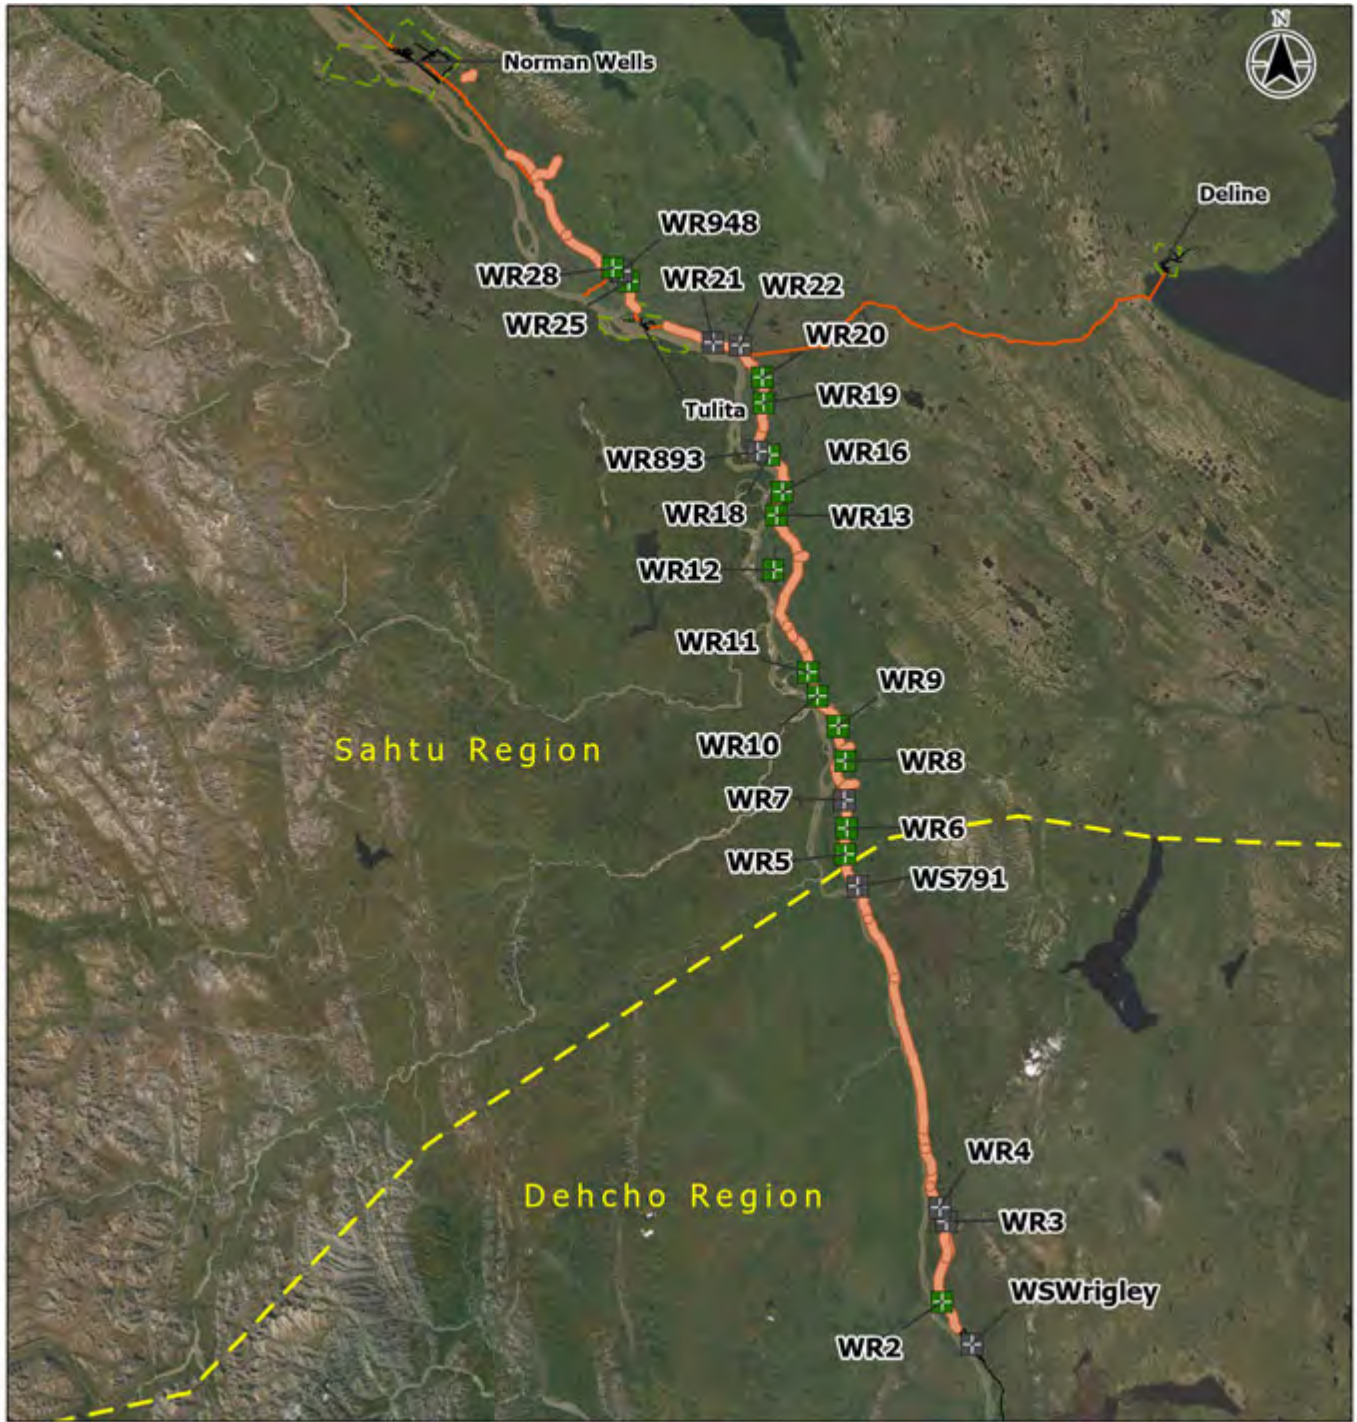 N
Norman Wells
Deline
WR948
WR28
WR21
WR22
WR25
WR20
Tulita
WR19
WR893
WR16
WR18
WR13
WR12
WR11
WR9
WR10
Sahtu Region
WR8
WR7
WR6
WR5
WS791
WR4
Dehcho Region
WR3
WSWrigley
WR2